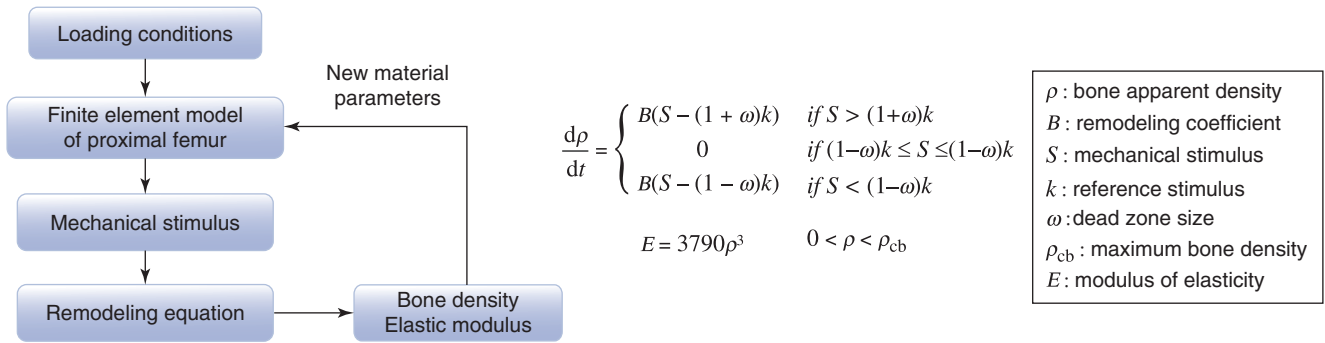 Loading conditions
New material
parameters
Finite element model
of proximal femur
Mechanical stimulus
Remodeling equation
Bone density
Elastic modulus
dρ/dt = { B(S − (1 + ω)k) if S > (1+ω)k
0 if (1−ω)k ≤ S ≤(1−ω)k
B(S − (1 − ω)k) if S < (1−ω)k
E = 3790ρ³ 0 < ρ < ρcb
ρ : bone apparent density
B : remodeling coefficient
S : mechanical stimulus
k : reference stimulus
ω : dead zone size
ρcb : maximum bone density
E : modulus of elasticity